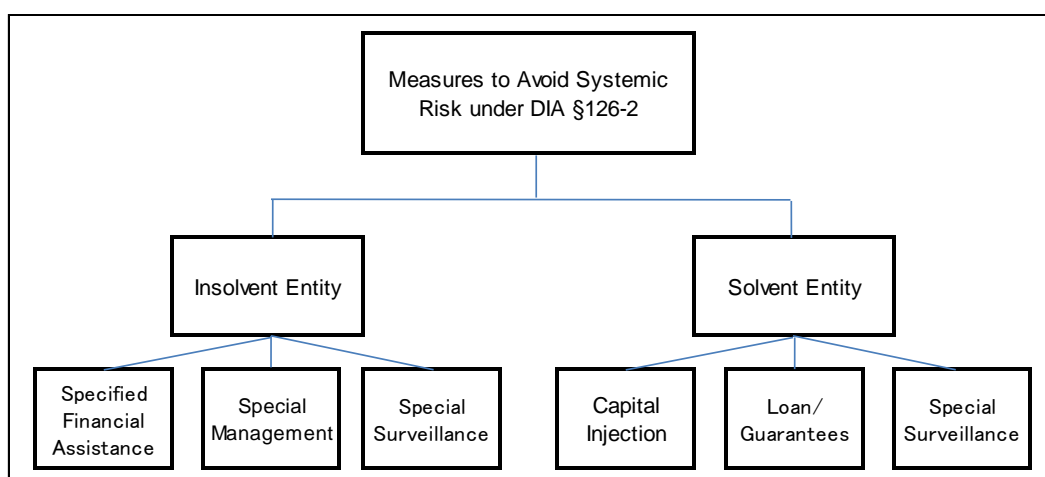 Measures to Avoid Systemic
Risk under DIA §126-2
Insolvent Entity
Solvent Entity
Specified
Financial
Assistance
Special
Management
Special
Surveillance
Capital
Injection
Loan/
Guarantees
Special
Surveillance